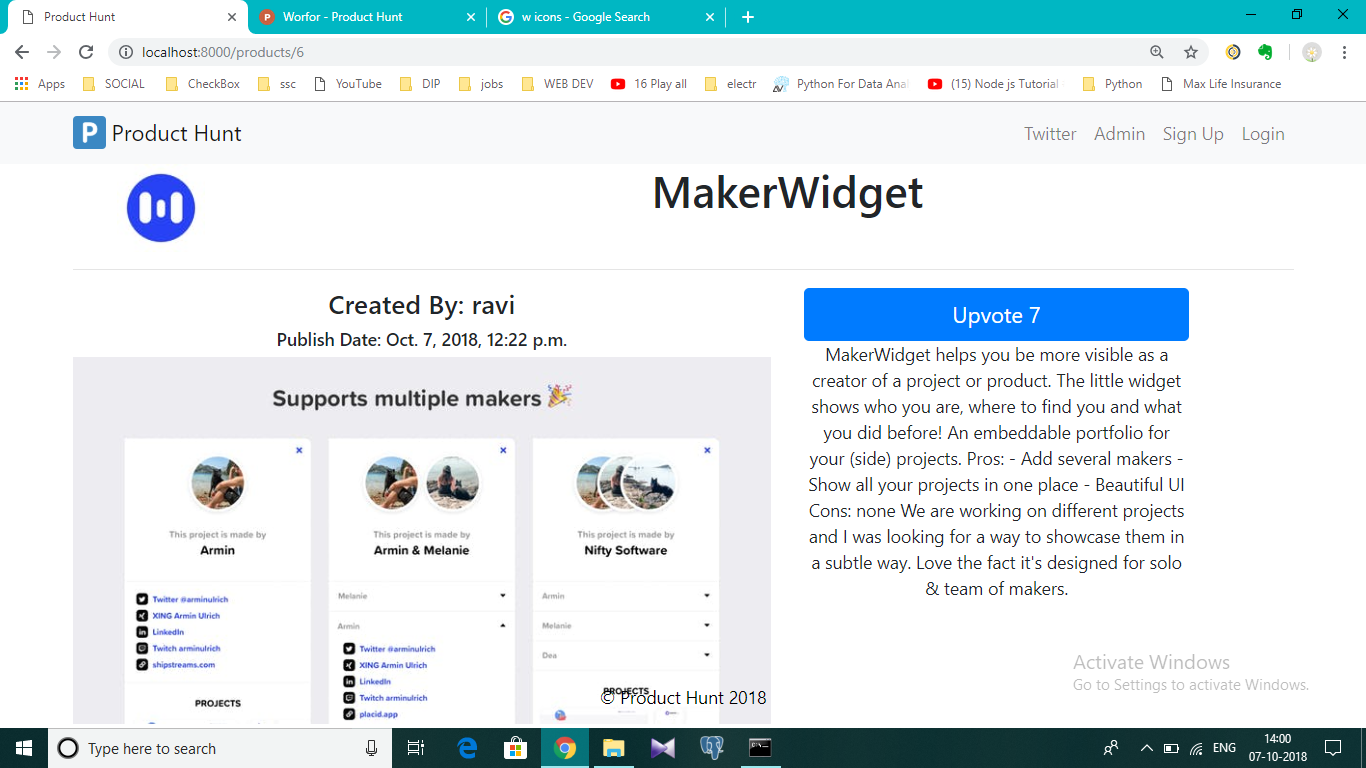 Product Hunt
Worfor - Product Hunt
w icons - Google Search
localhost:8000/products/6
Apps
SOCIAL
CheckBox
ssc
YouTube
DIP
jobs
WEB DEV
16 Play all
electr
Python For Data Anal
(15) Node js Tutorial
Python
Max Life Insurance
P Product Hunt
Twitter
Admin
Sign Up
Login
MakerWidget
Created By: ravi
Publish Date: Oct. 7, 2018, 12:22 p.m.
Supports multiple makers
This project is made by
Armin
Twitter @arminulrich
XING Armin Ulrich
LinkedIn
Twitch arminulrich
shipstreams.com
PROJECTS
This project is made by
Armin & Melanie
Melanie
Armin
Twitter @arminulrich
XING Armin Ulrich
LinkedIn
Twitch arminulrich
placid.app
This project is made by
Nifty Software
Armin
Melanie
Dea
PROJECTS
© Product Hunt 2018
Upvote 7
MakerWidget helps you be more visible as a
creator of a project or product. The little widget
shows who you are, where to find you and what
you did before! An embeddable portfolio for
your (side) projects. Pros: - Add several makers -
Show all your projects in one place - Beautiful UI
Cons: none We are working on different projects
and I was looking for a way to showcase them in
a subtle way. Love the fact it's designed for solo
& team of makers.
Activate Windows
Go to Settings to activate Windows.
Type here to search
ENG
14:00
07-10-2018